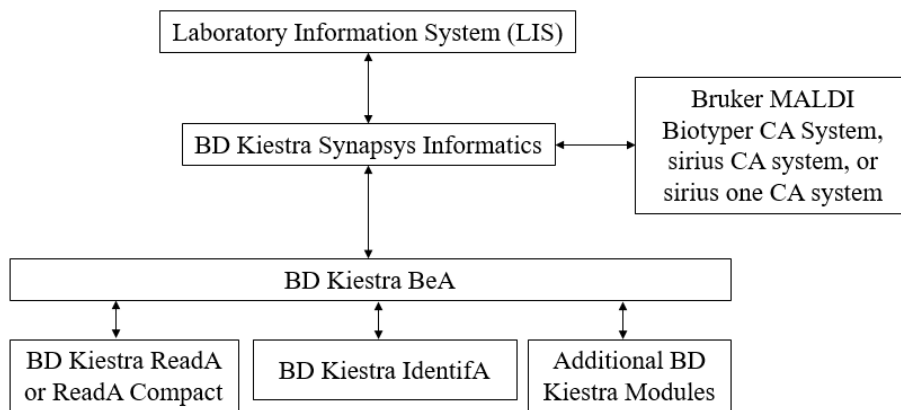 Laboratory Information System (LIS)
BD Kiestra Synapsys Informatics
Bruker MALDI
Biotyper CA System,
sirius CA system, or
sirius one CA system
BD Kiestra BeA
BD Kiestra ReadA
or ReadA Compact
BD Kiestra IdentifA
Additional BD
Kiestra Modules